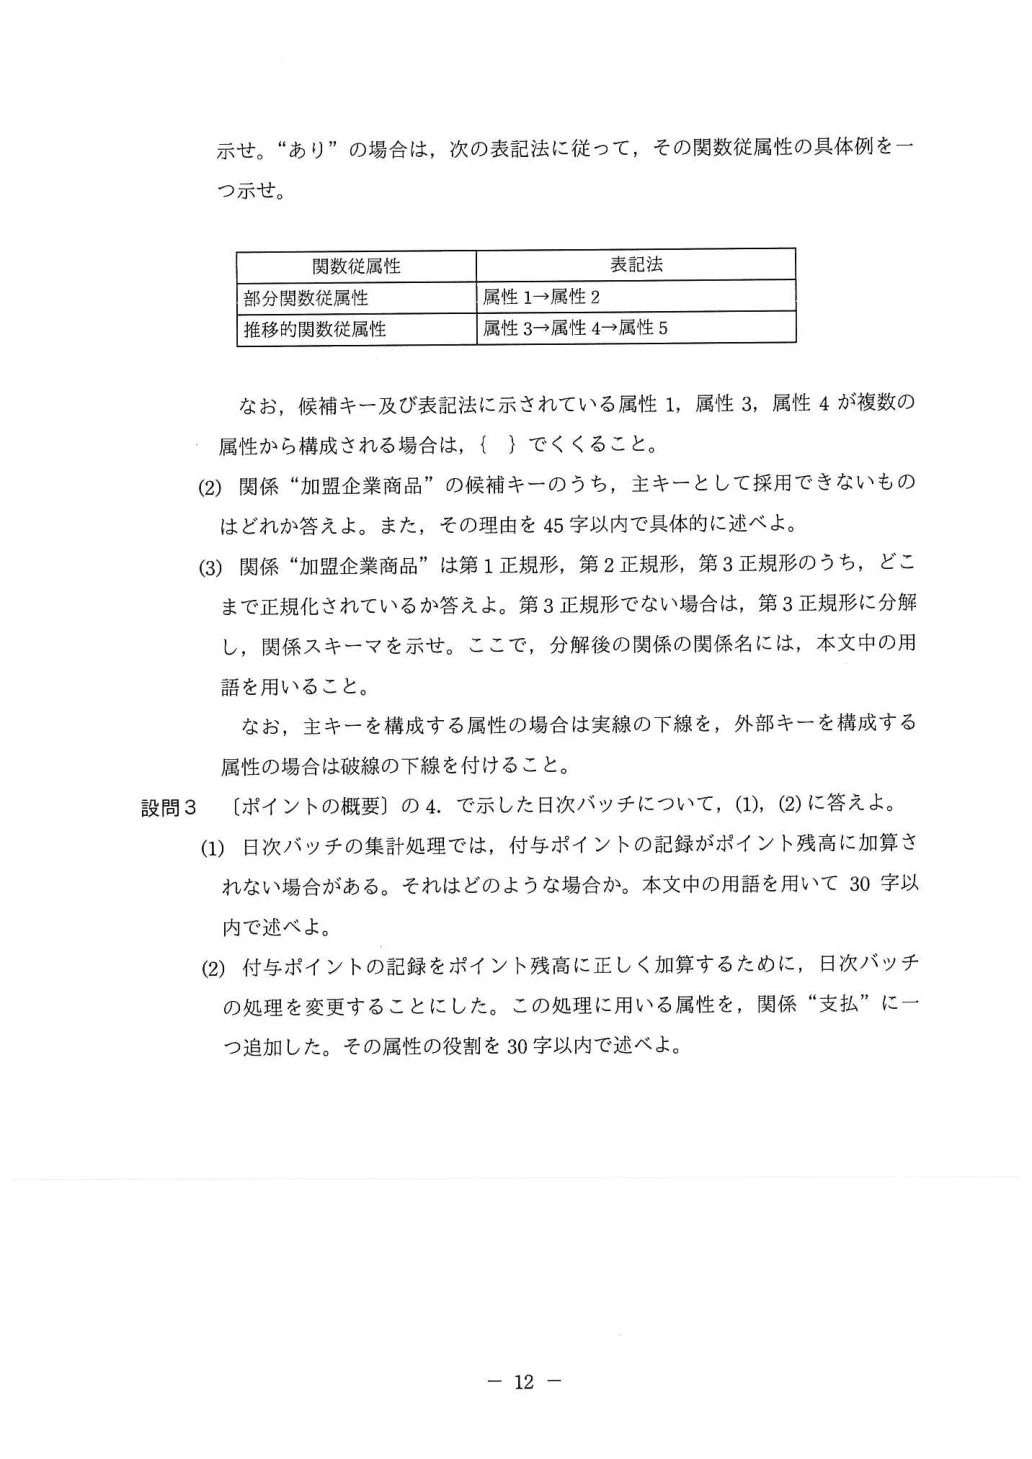 示せ。“あり”の場合は，次の表記法に従って，その関数従属性の具体例を一
つ示せ。
関数従属性 表記法
部分関数従属性 属性 1→属性 2
推移的関数従属性 属性 3→属性 4→属性 5
なお，候補キー及び表記法に示されている属性 1，属性 3，属性 4 が複数の
属性から構成される場合は，{ } でくくること。
(2) 関係“加盟企業商品”の候補キーのうち，主キーとして採用できないもの
はどれか答えよ。また，その理由を 45 字以内で具体的に述べよ。
(3) 関係“加盟企業商品”は第 1 正規形，第 2 正規形，第 3 正規形のうち，どこ
まで正規化されているか答えよ。第 3 正規形でない場合は，第 3 正規形に分解
し，関係スキーマを示せ。ここで，分解後の関係の関係名には，本文中の用
語を用いること。
なお，主キーを構成する属性の場合は実線の下線を，外部キーを構成する
属性の場合は破線の下線を付けること。
設問３ 〔ポイントの概要〕の 4．で示した日次バッチについて，(1)，(2) に答えよ。
(1) 日次バッチの集計処理では，付与ポイントの記録がポイント残高に加算さ
れない場合がある。それはどのような場合か。本文中の用語を用いて 30 字以
内で述べよ。
(2) 付与ポイントの記録をポイント残高に正しく加算するために，日次バッチ
の処理を変更することにした。この処理に用いる属性を，関係“支払”に一
つ追加した。その属性の役割を 30 字以内で述べよ。
－ 12 －